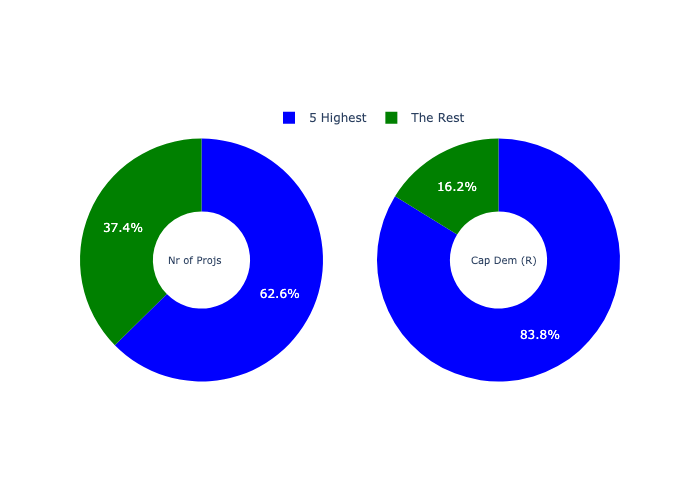 5 Highest
The Rest
37.4%
Nr of Projs
62.6%
16.2%
Cap Dem (R)
83.8%